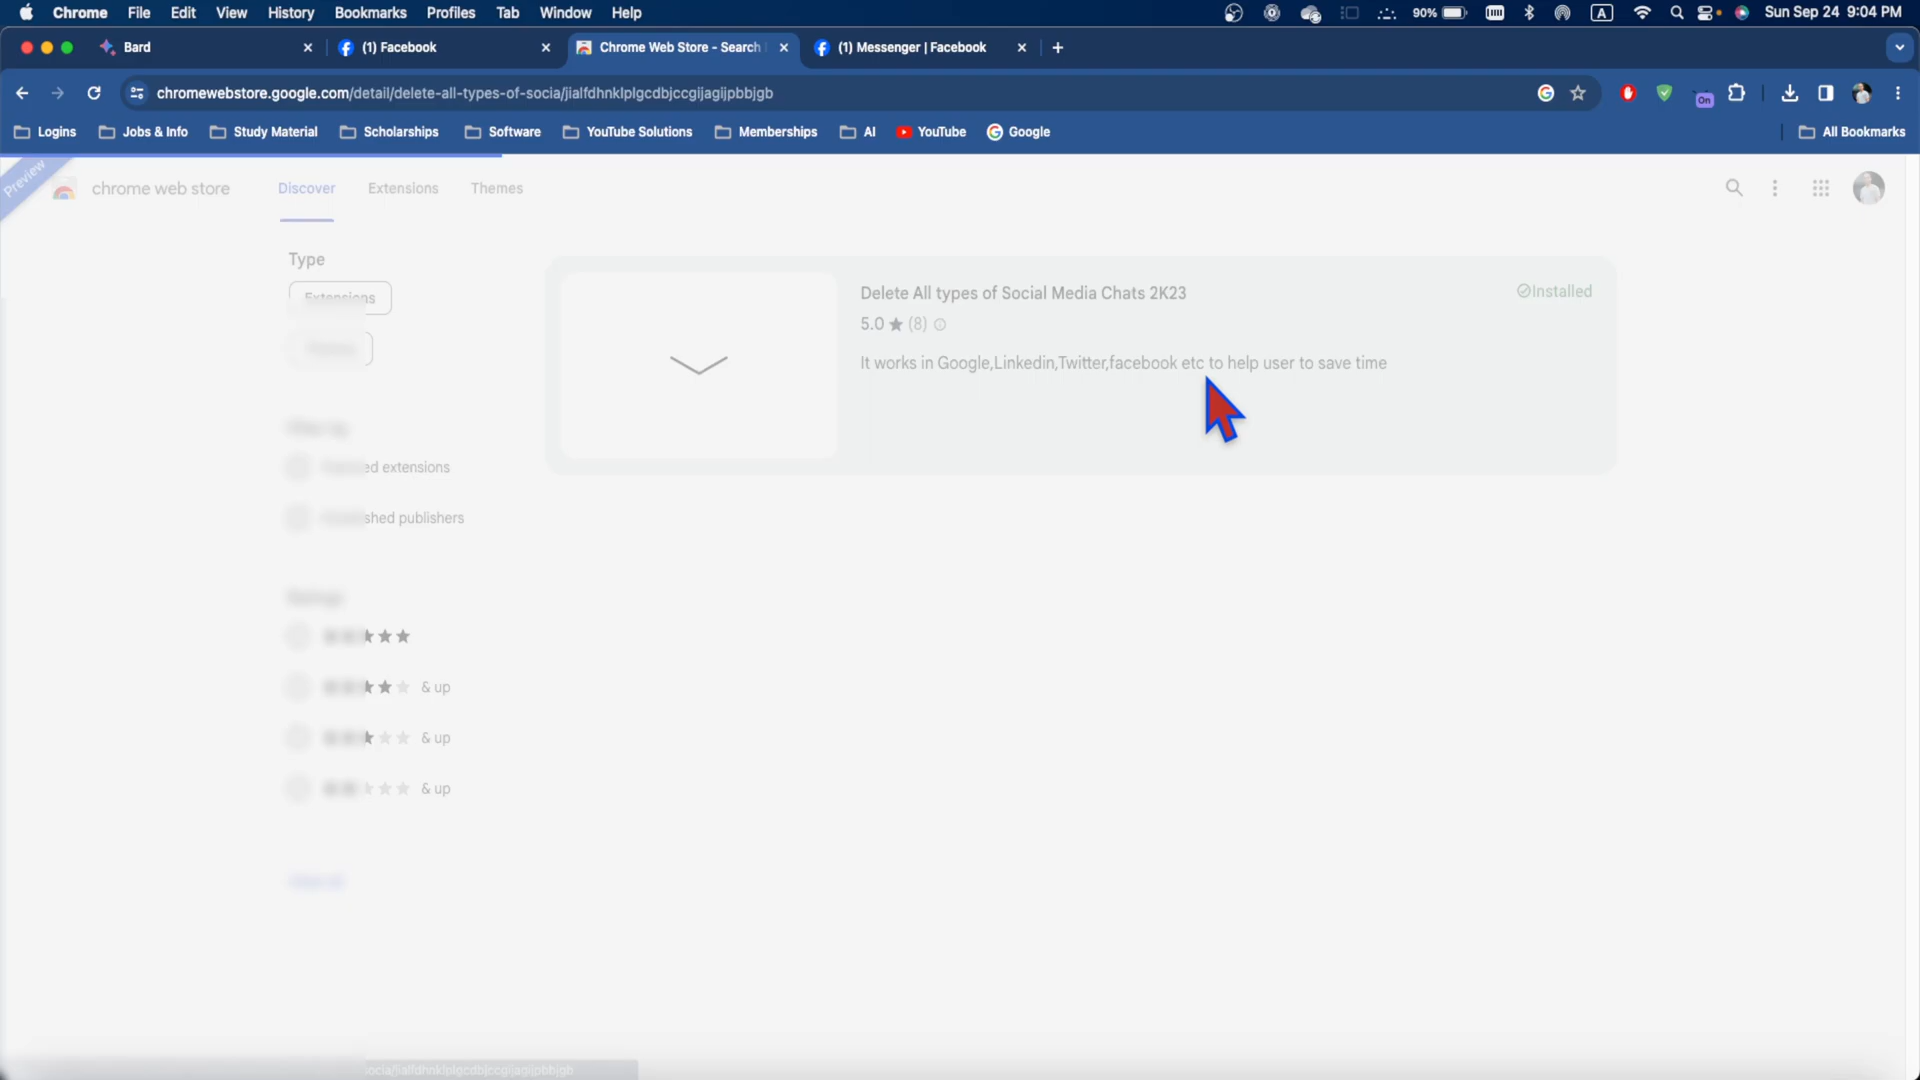 Chrome File Edit View History Bookmarks Profiles Tab Window Help
90% A Sun Sep 24 9:04 PM
Bard
(1) Facebook
Chrome Web Store - Search
(1) Messenger | Facebook
chromewebstore.google.com/detail/delete-all-types-of-socia/jialfdhnklplgcdbjccgijagijpbbjgb
On
Logins Jobs & Info Study Material Scholarships Software YouTube Solutions Memberships AI YouTube Google All Bookmarks
Preview
chrome web store Discover Extensions Themes
Type
Extensions
Delete All types of Social Media Chats 2K23
Installed
5.0 ★ (8)
It works in Google,Linkedin,Twitter,facebook etc to help user to save time
extensions
publishers
& up
& up
& up